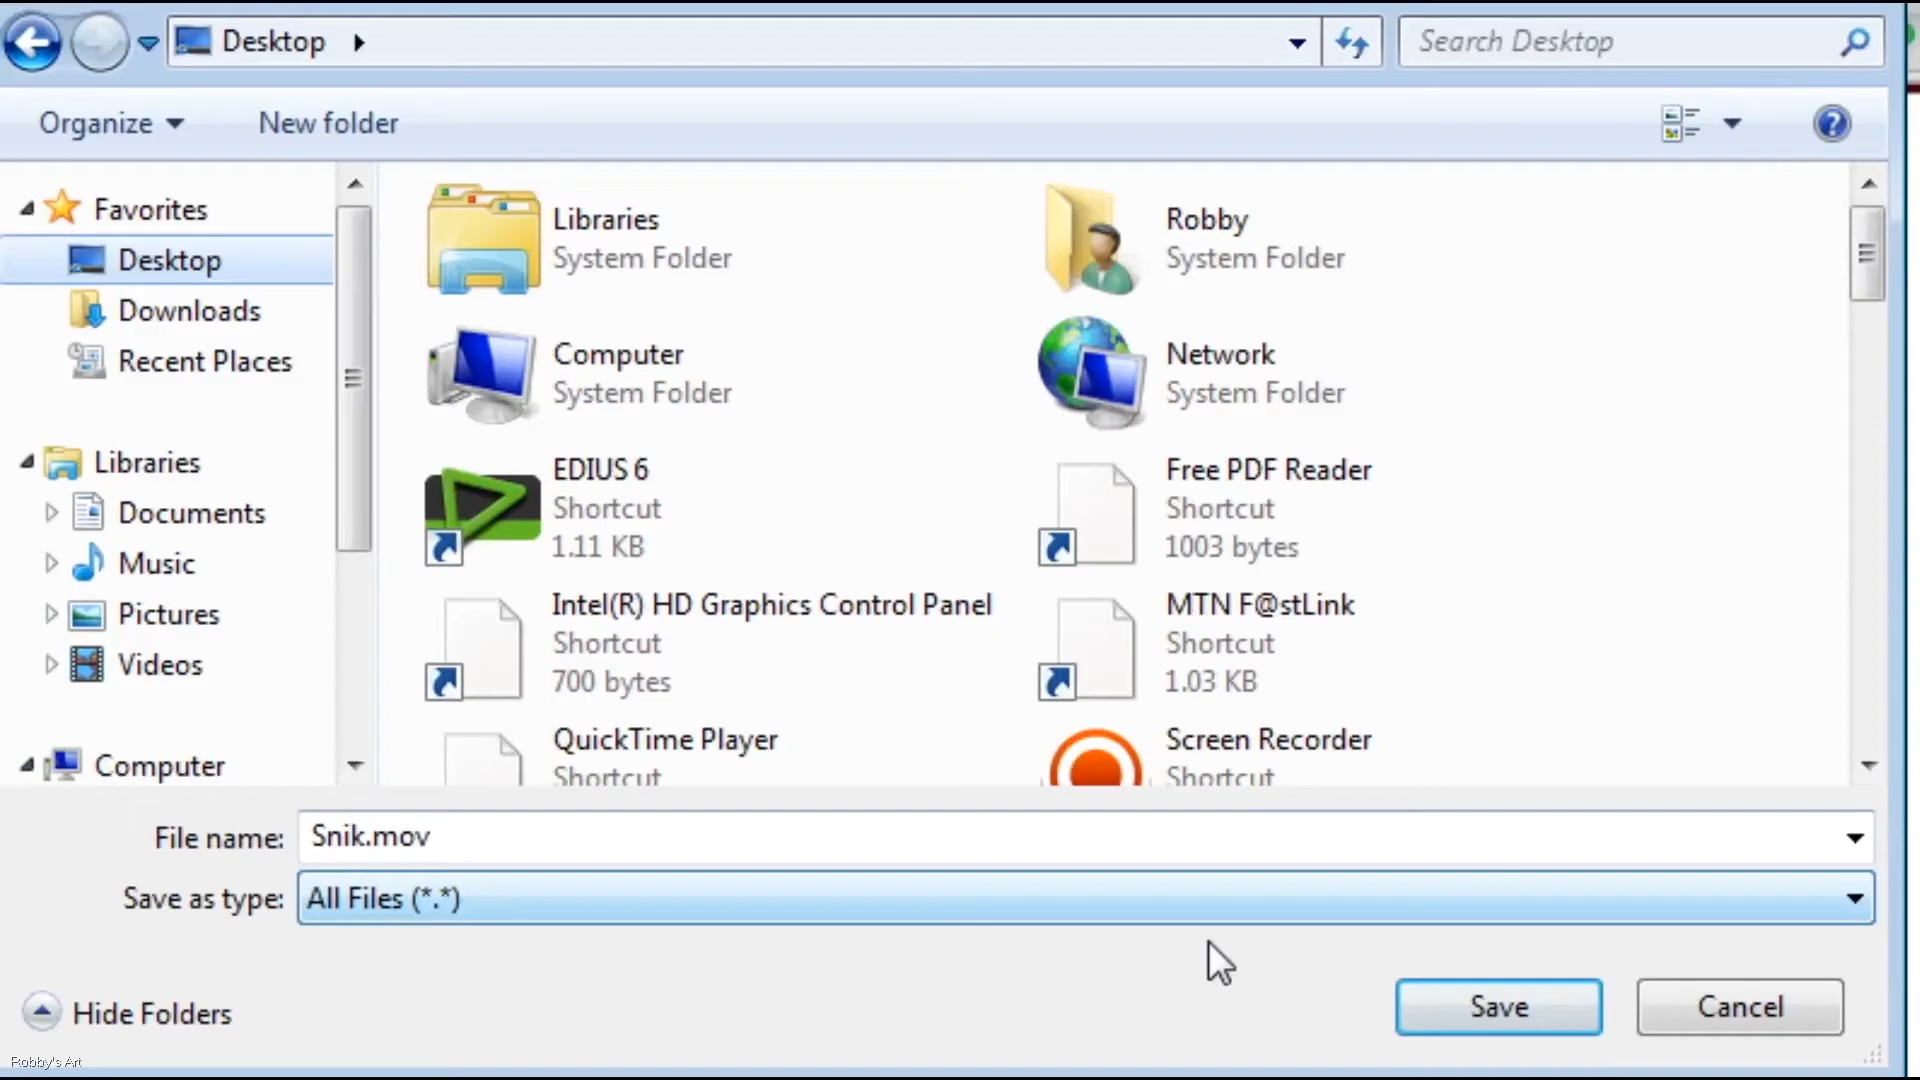 Desktop
Search Desktop
Organize
New folder
Favorites
Desktop
Downloads
Recent Places
Libraries
Documents
Music
Pictures
Videos
Computer
Libraries
System Folder
Robby
System Folder
Computer
System Folder
Network
System Folder
EDIUS 6
Shortcut
1.11 KB
Free PDF Reader
Shortcut
1003 bytes
Intel(R) HD Graphics Control Panel
Shortcut
700 bytes
MTN F@stLink
Shortcut
1.03 KB
QuickTime Player
Shortcut
Screen Recorder
Shortcut
File name: Snik.mov
Save as type: All Files (*.*)
Hide Folders
Save
Cancel
Robby's Art